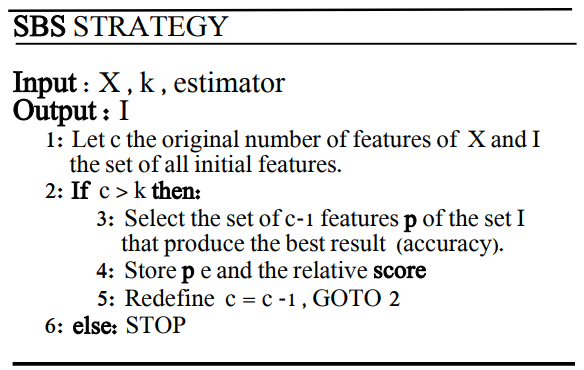 SBS STRATEGY
Input : X , k , estimator
Output : I
1: Let c the original number of features of X and I
the set of all initial features.
2: If c > k then:
3: Select the set of c-1 features p of the set I
that produce the best result (accuracy).
4: Store p e and the relative score
5: Redefine c = c -1 , GOTO 2
6: else: STOP